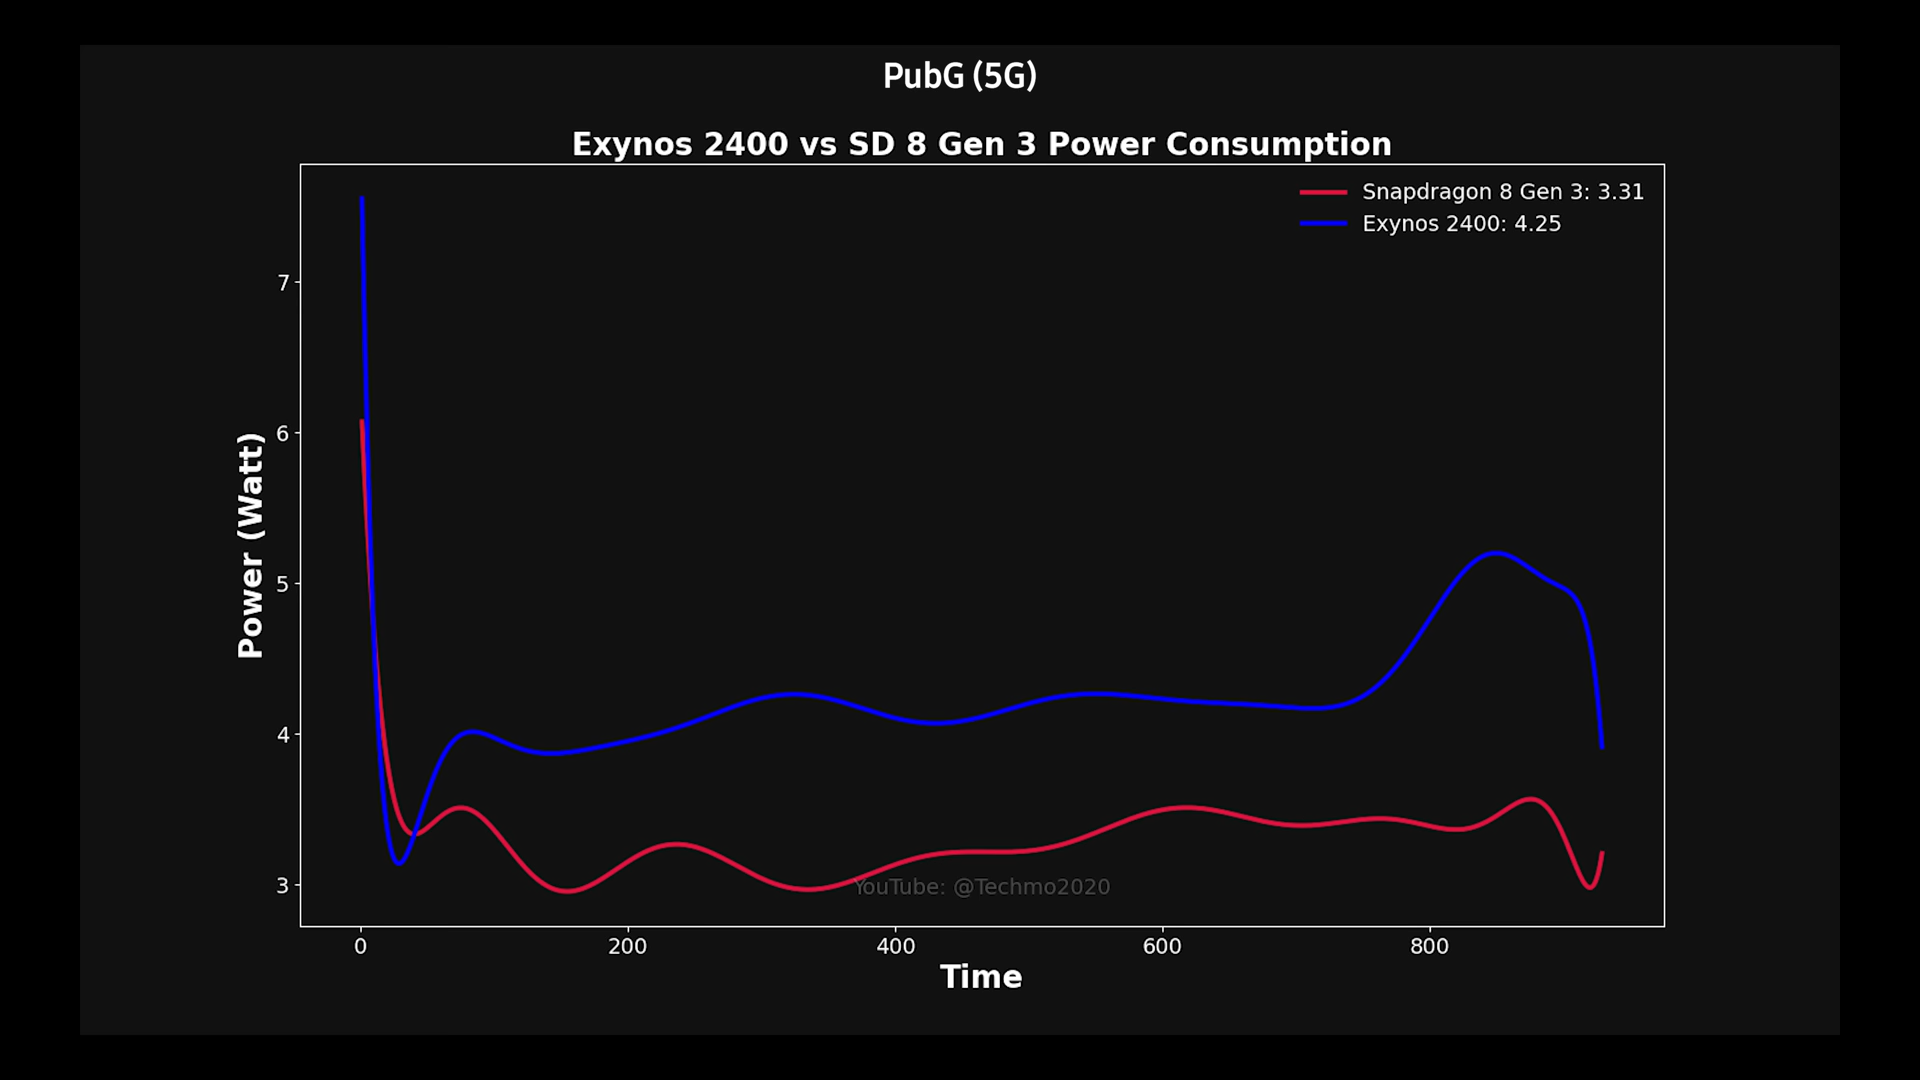 PubG (5G)
Exynos 2400 vs SD 8 Gen 3 Power Consumption
Snapdragon 8 Gen 3: 3.31
Exynos 2400: 4.25
7
6
5
4
3
Power (Watt)
YouTube: @Techmo2020
0 200 400 600 800
Time